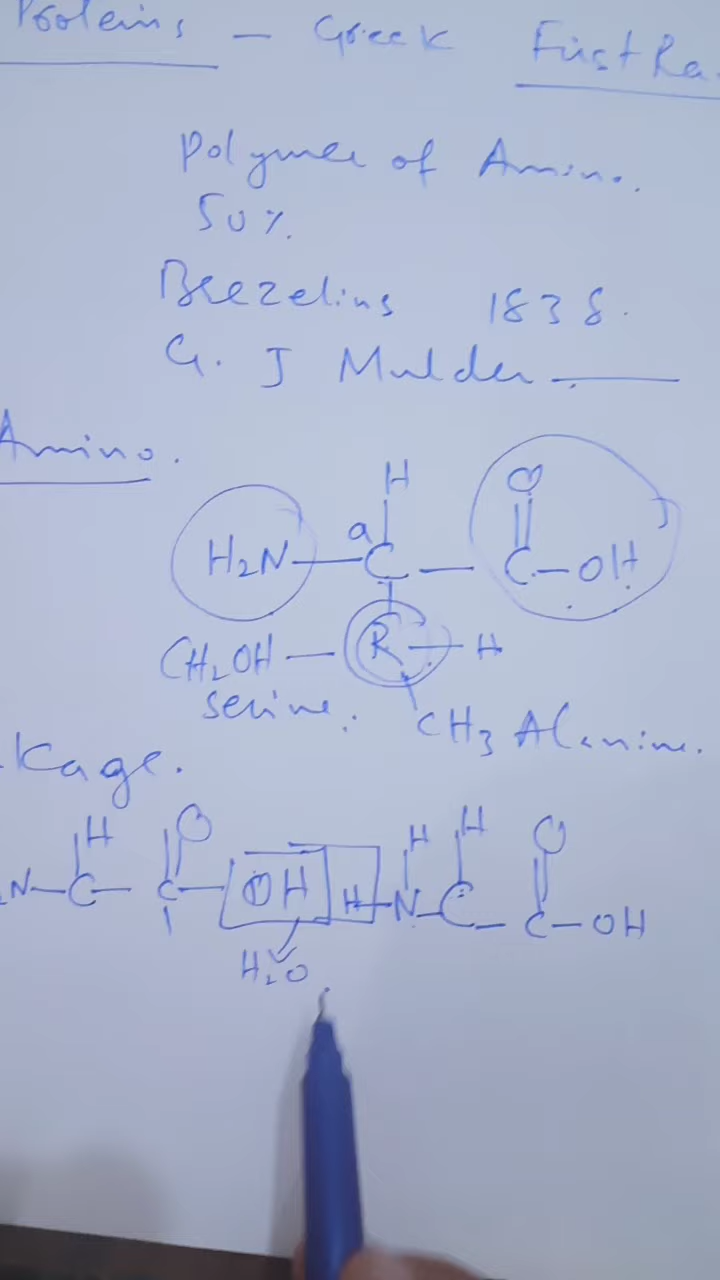 Proteins — Greek First Ra
Polymer of Amino.
50%.
Berzelius 1838.
G. J Mulder
Amino.
H
O
a
H2N — C — C — OH
CH2OH — R — H
serine. CH3 Alanine.
kage.
H O H H O
N — C — C — OH H — N — C — C — OH
H2O